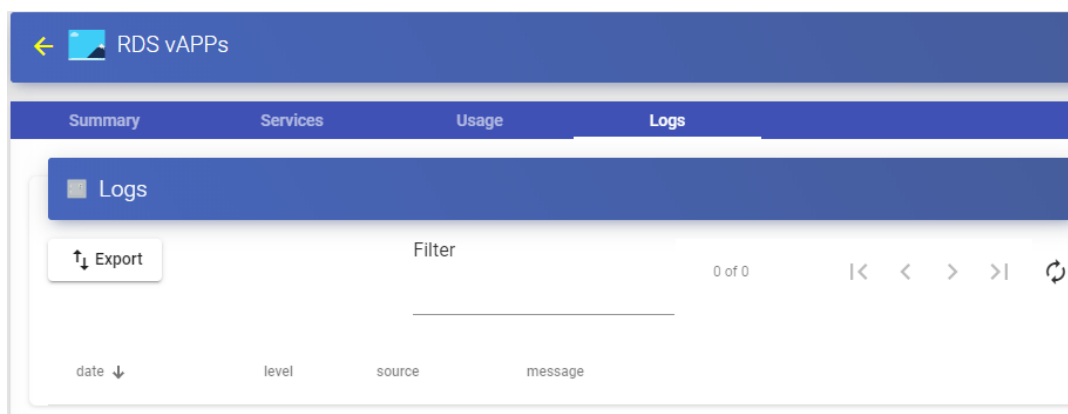 RDS vAPPs
Summary Services Usage Logs
Logs
Export Filter 0 of 0
date level source message